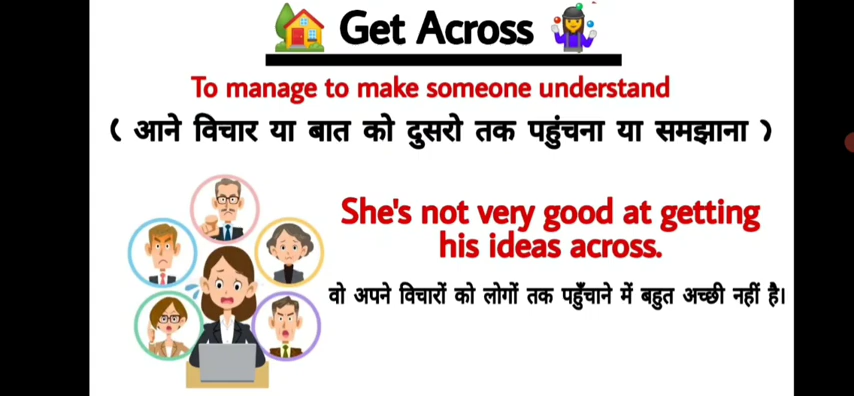 Get Across
To manage to make someone understand
( आने विचार या बात को दुसरो तक पहुंचना या समझाना )
She's not very good at getting
his ideas across.
वो अपने विचारों को लोगों तक पहुँचाने में बहुत अच्छी नहीं है।